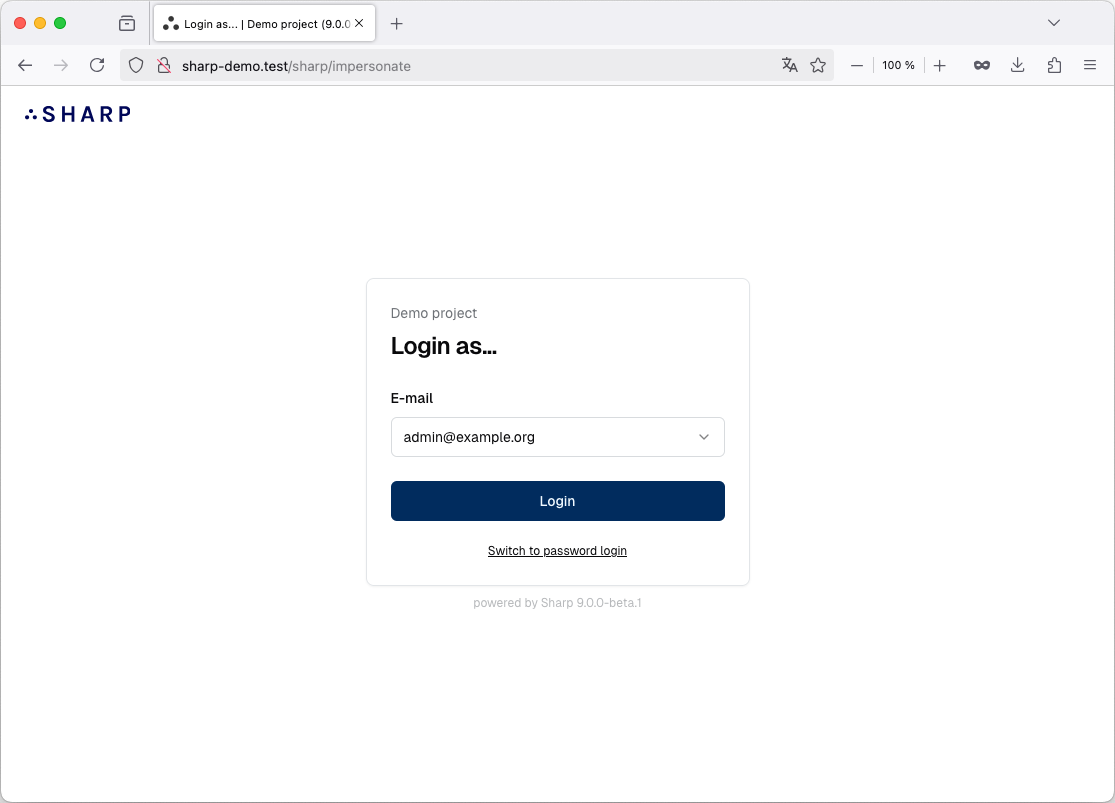 Login as... | Demo project (9.0.0
sharp-demo.test/sharp/impersonate
100 %
SHARP
Demo project
Login as...
E-mail
admin@example.org
Login
Switch to password login
powered by Sharp 9.0.0-beta.1